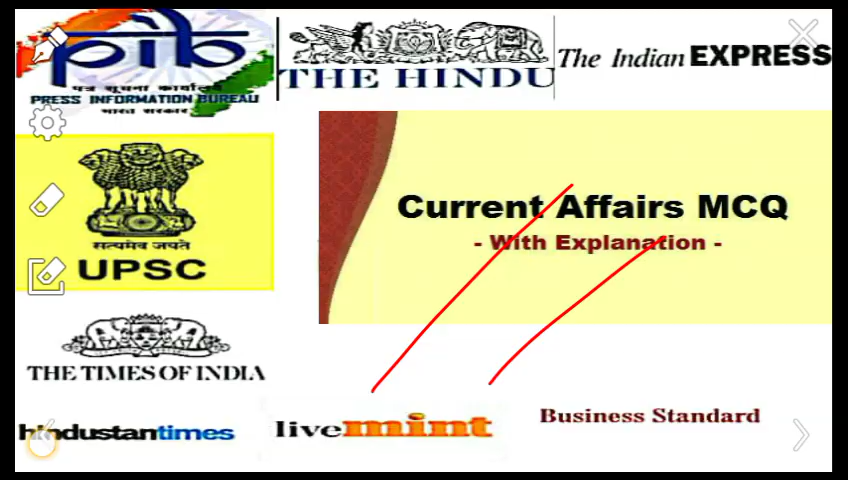 pib
पत्र सूचना कार्यालय
PRESS INFORMATION BUREAU
भारत सरकार
THE HINDU
The Indian EXPRESS
सत्यमेव जयते
UPSC
Current Affairs MCQ
- With Explanation -
THE TIMES OF INDIA
hindustantimes
livemint
Business Standard